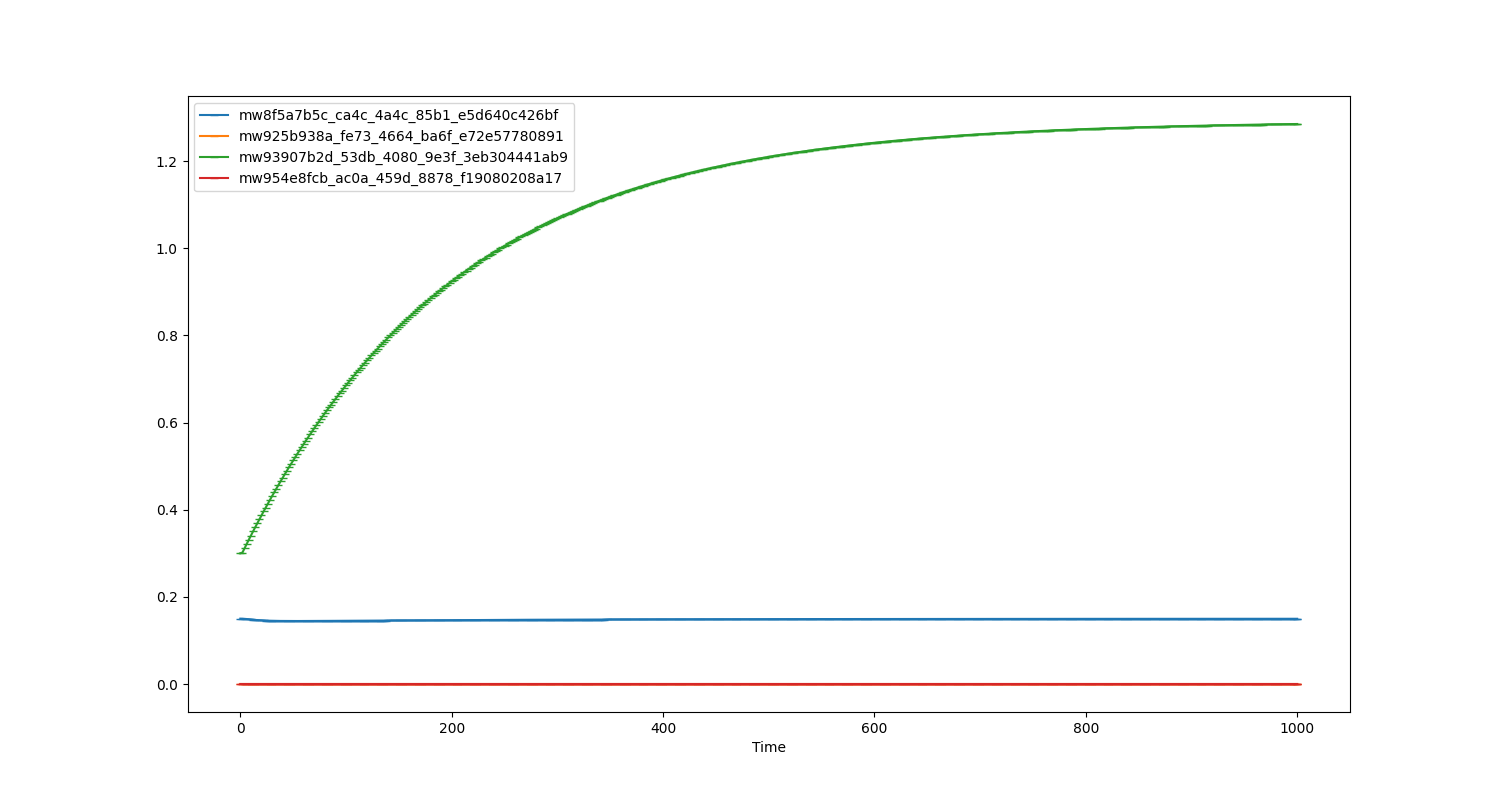 mw8f5a7b5c_ca4c_4a4c_85b1_e5d640c426bf
mw925b938a_fe73_4664_ba6f_e72e57780891
mw93907b2d_53db_4080_9e3f_3eb304441ab9
mw954e8fcb_ac0a_459d_8878_f19080208a17
1.2
1.0
0.8
0.6
0.4
0.2
0.0
0 200 400 600 800 1000
Time